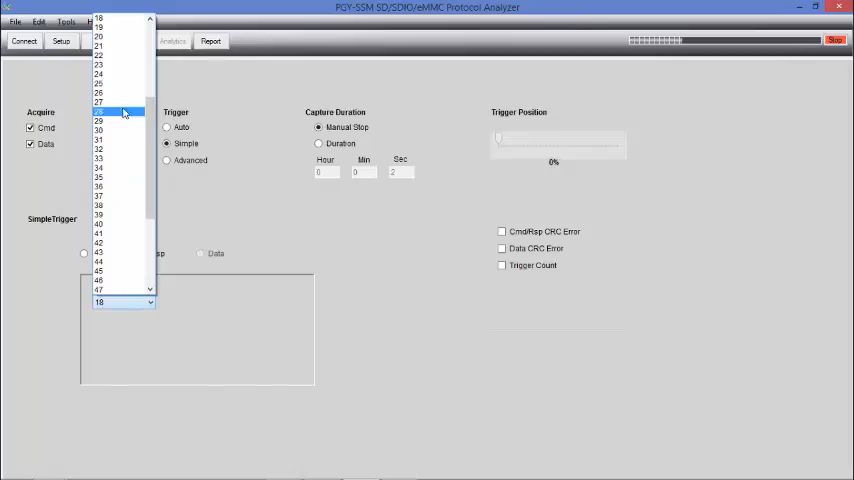 PGY-SSM SD/SDIO/eMMC Protocol Analyzer
File Edit Tools H
Connect Setup Analytics Report Stop
18
19
20
21
22
23
24
25
26
27
28
29
30
31
32
33
34
35
36
37
38
39
40
41
42
43
44
45
46
47
18
Acquire
Cmd
Data
Trigger
Auto
Simple
Advanced
Capture Duration
Manual Stop
Duration
Hour Min Sec
0 0 2
Trigger Position
0%
SimpleTrigger
sp Data
Cmd/Rsp CRC Error
Data CRC Error
Trigger Count